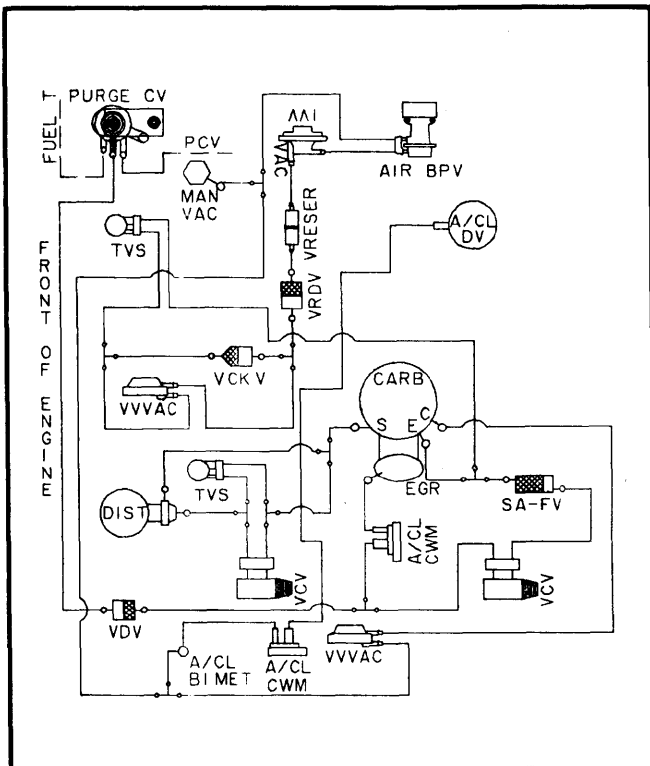 FUEL T
PURGE CV
PCV
MAN
VAC
AAI
VAC
AIR BPV
A/CL
DV
TVS
VRESER
VRDV
FRONT OF ENGINE
VCKV
VVVAC
CARB
S E C
EGR
TVS
DIST
SA-FV
A/CL
CWM
VCV
VCV
VDV
A/CL
BIMET
A/CL
CWM
VVVAC